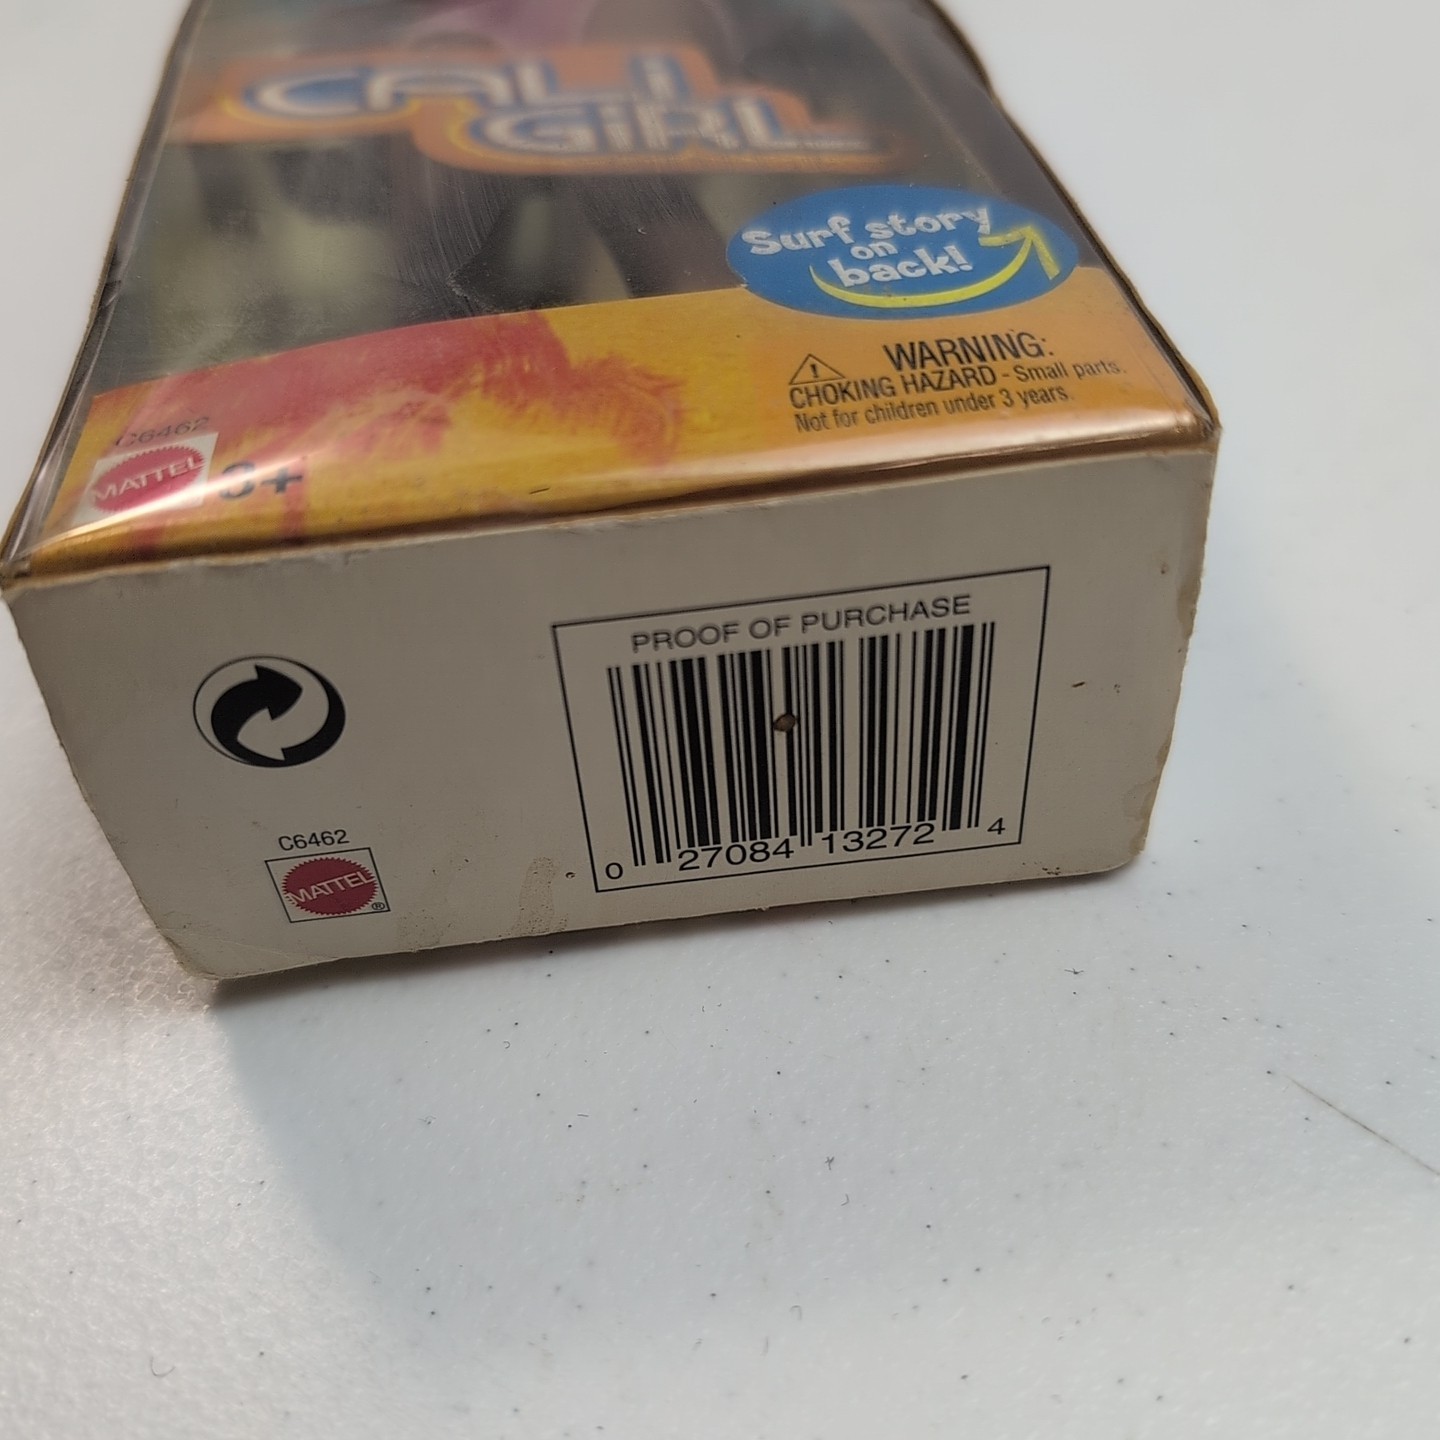 CALI
GiRL
Surf story
on
back!
WARNING:
CHOKING HAZARD - Small parts.
Not for children under 3 years.
C6462
MATTEL
3+
PROOF OF PURCHASE
0 27084 13272 4
C6462
MATTEL
®